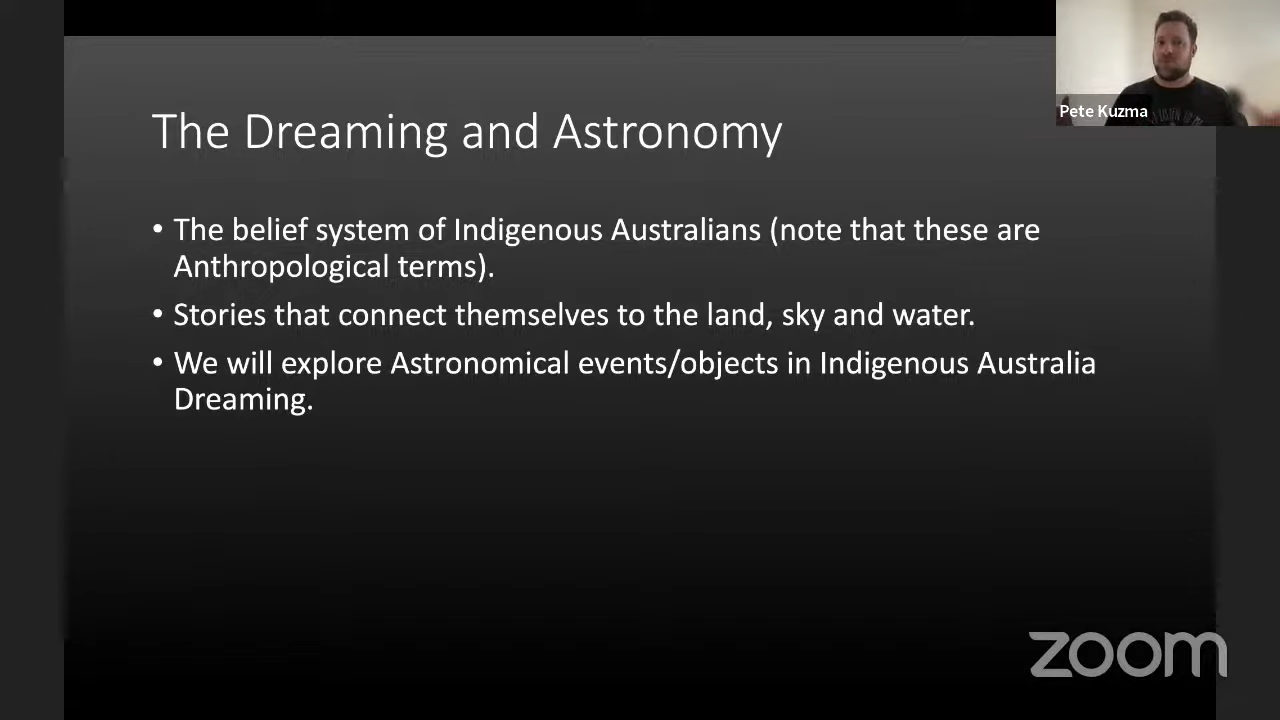 The Dreaming and Astronomy
Pete Kuzma
• The belief system of Indigenous Australians (note that these are
Anthropological terms).
• Stories that connect themselves to the land, sky and water.
• We will explore Astronomical events/objects in Indigenous Australia
Dreaming.
zoom